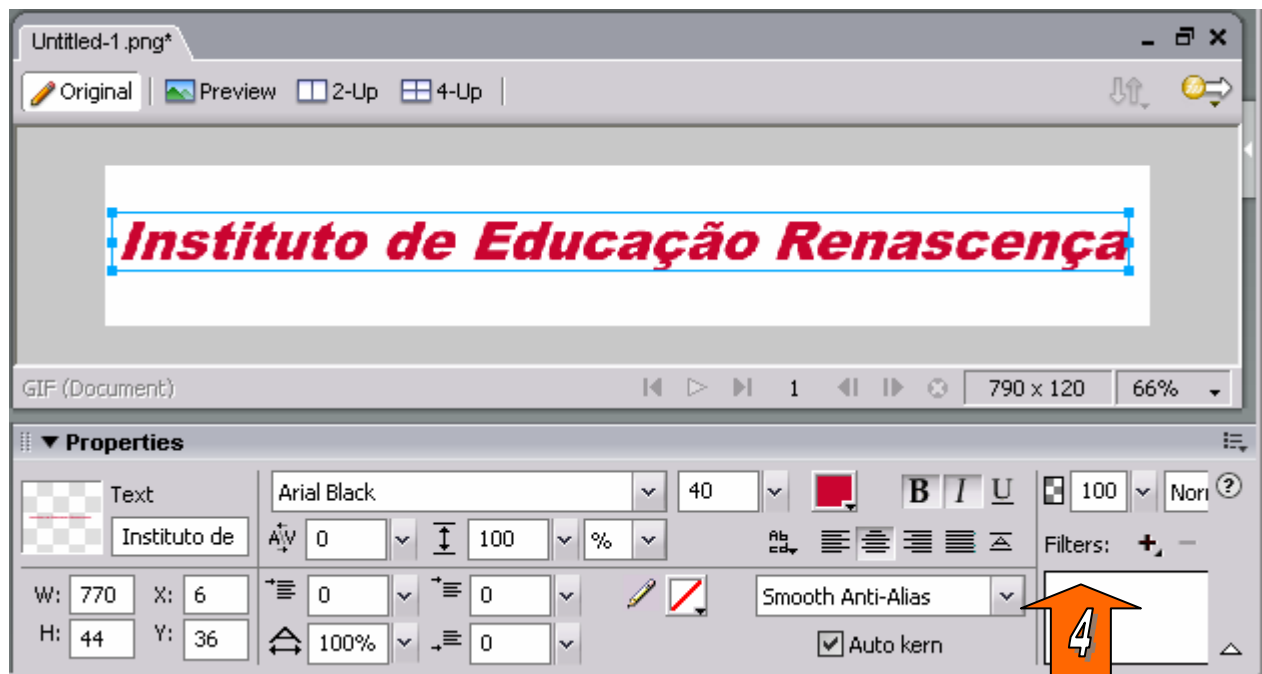 Untitled-1.png*
Original Preview 2-Up 4-Up
Instituto de Educação Renascença
GIF (Document) 1 790 x 120 66%
Properties
Text Arial Black 40 B I U 100 Nori ?
Instituto de AV 0 100 % Filters: + -
W: 770 X: 6 0 0 Smooth Anti-Alias
H: 44 Y: 36 100% 0 Auto kern
4